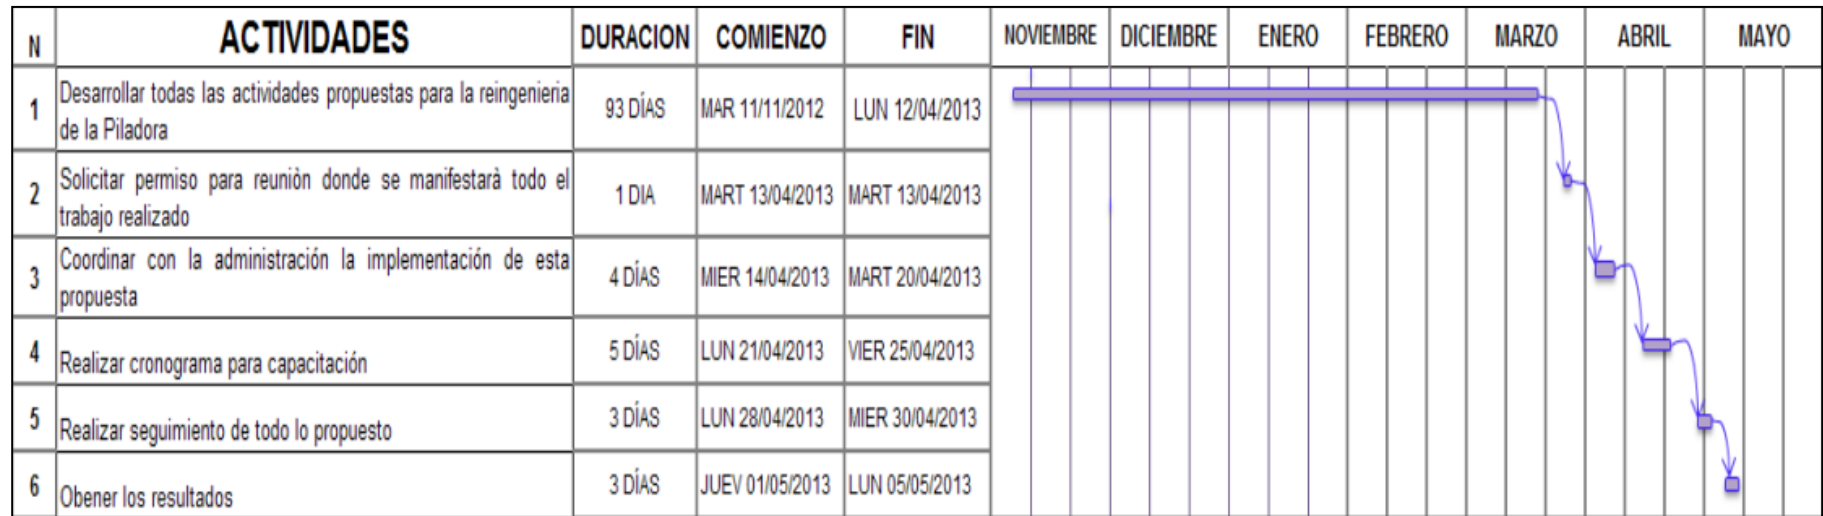 N ACTIVIDADES DURACION COMIENZO FIN NOVIEMBRE DICIEMBRE ENERO FEBRERO MARZO ABRIL MAYO
1 Desarrollar todas las actividades propuestas para la reingenieria
de la Piladora 93 DÍAS MAR 11/11/2012 LUN 12/04/2013
2 Solicitar permiso para reuniòn donde se manifestarà todo el
trabajo realizado 1 DIA MART 13/04/2013 MART 13/04/2013
3 Coordinar con la administración la implementación de esta
propuesta 4 DÍAS MIER 14/04/2013 MART 20/04/2013
4 Realizar cronograma para capacitación 5 DÍAS LUN 21/04/2013 VIER 25/04/2013
5 Realizar seguimiento de todo lo propuesto 3 DÍAS LUN 28/04/2013 MIER 30/04/2013
6 Obener los resultados 3 DÍAS JUEV 01/05/2013 LUN 05/05/2013